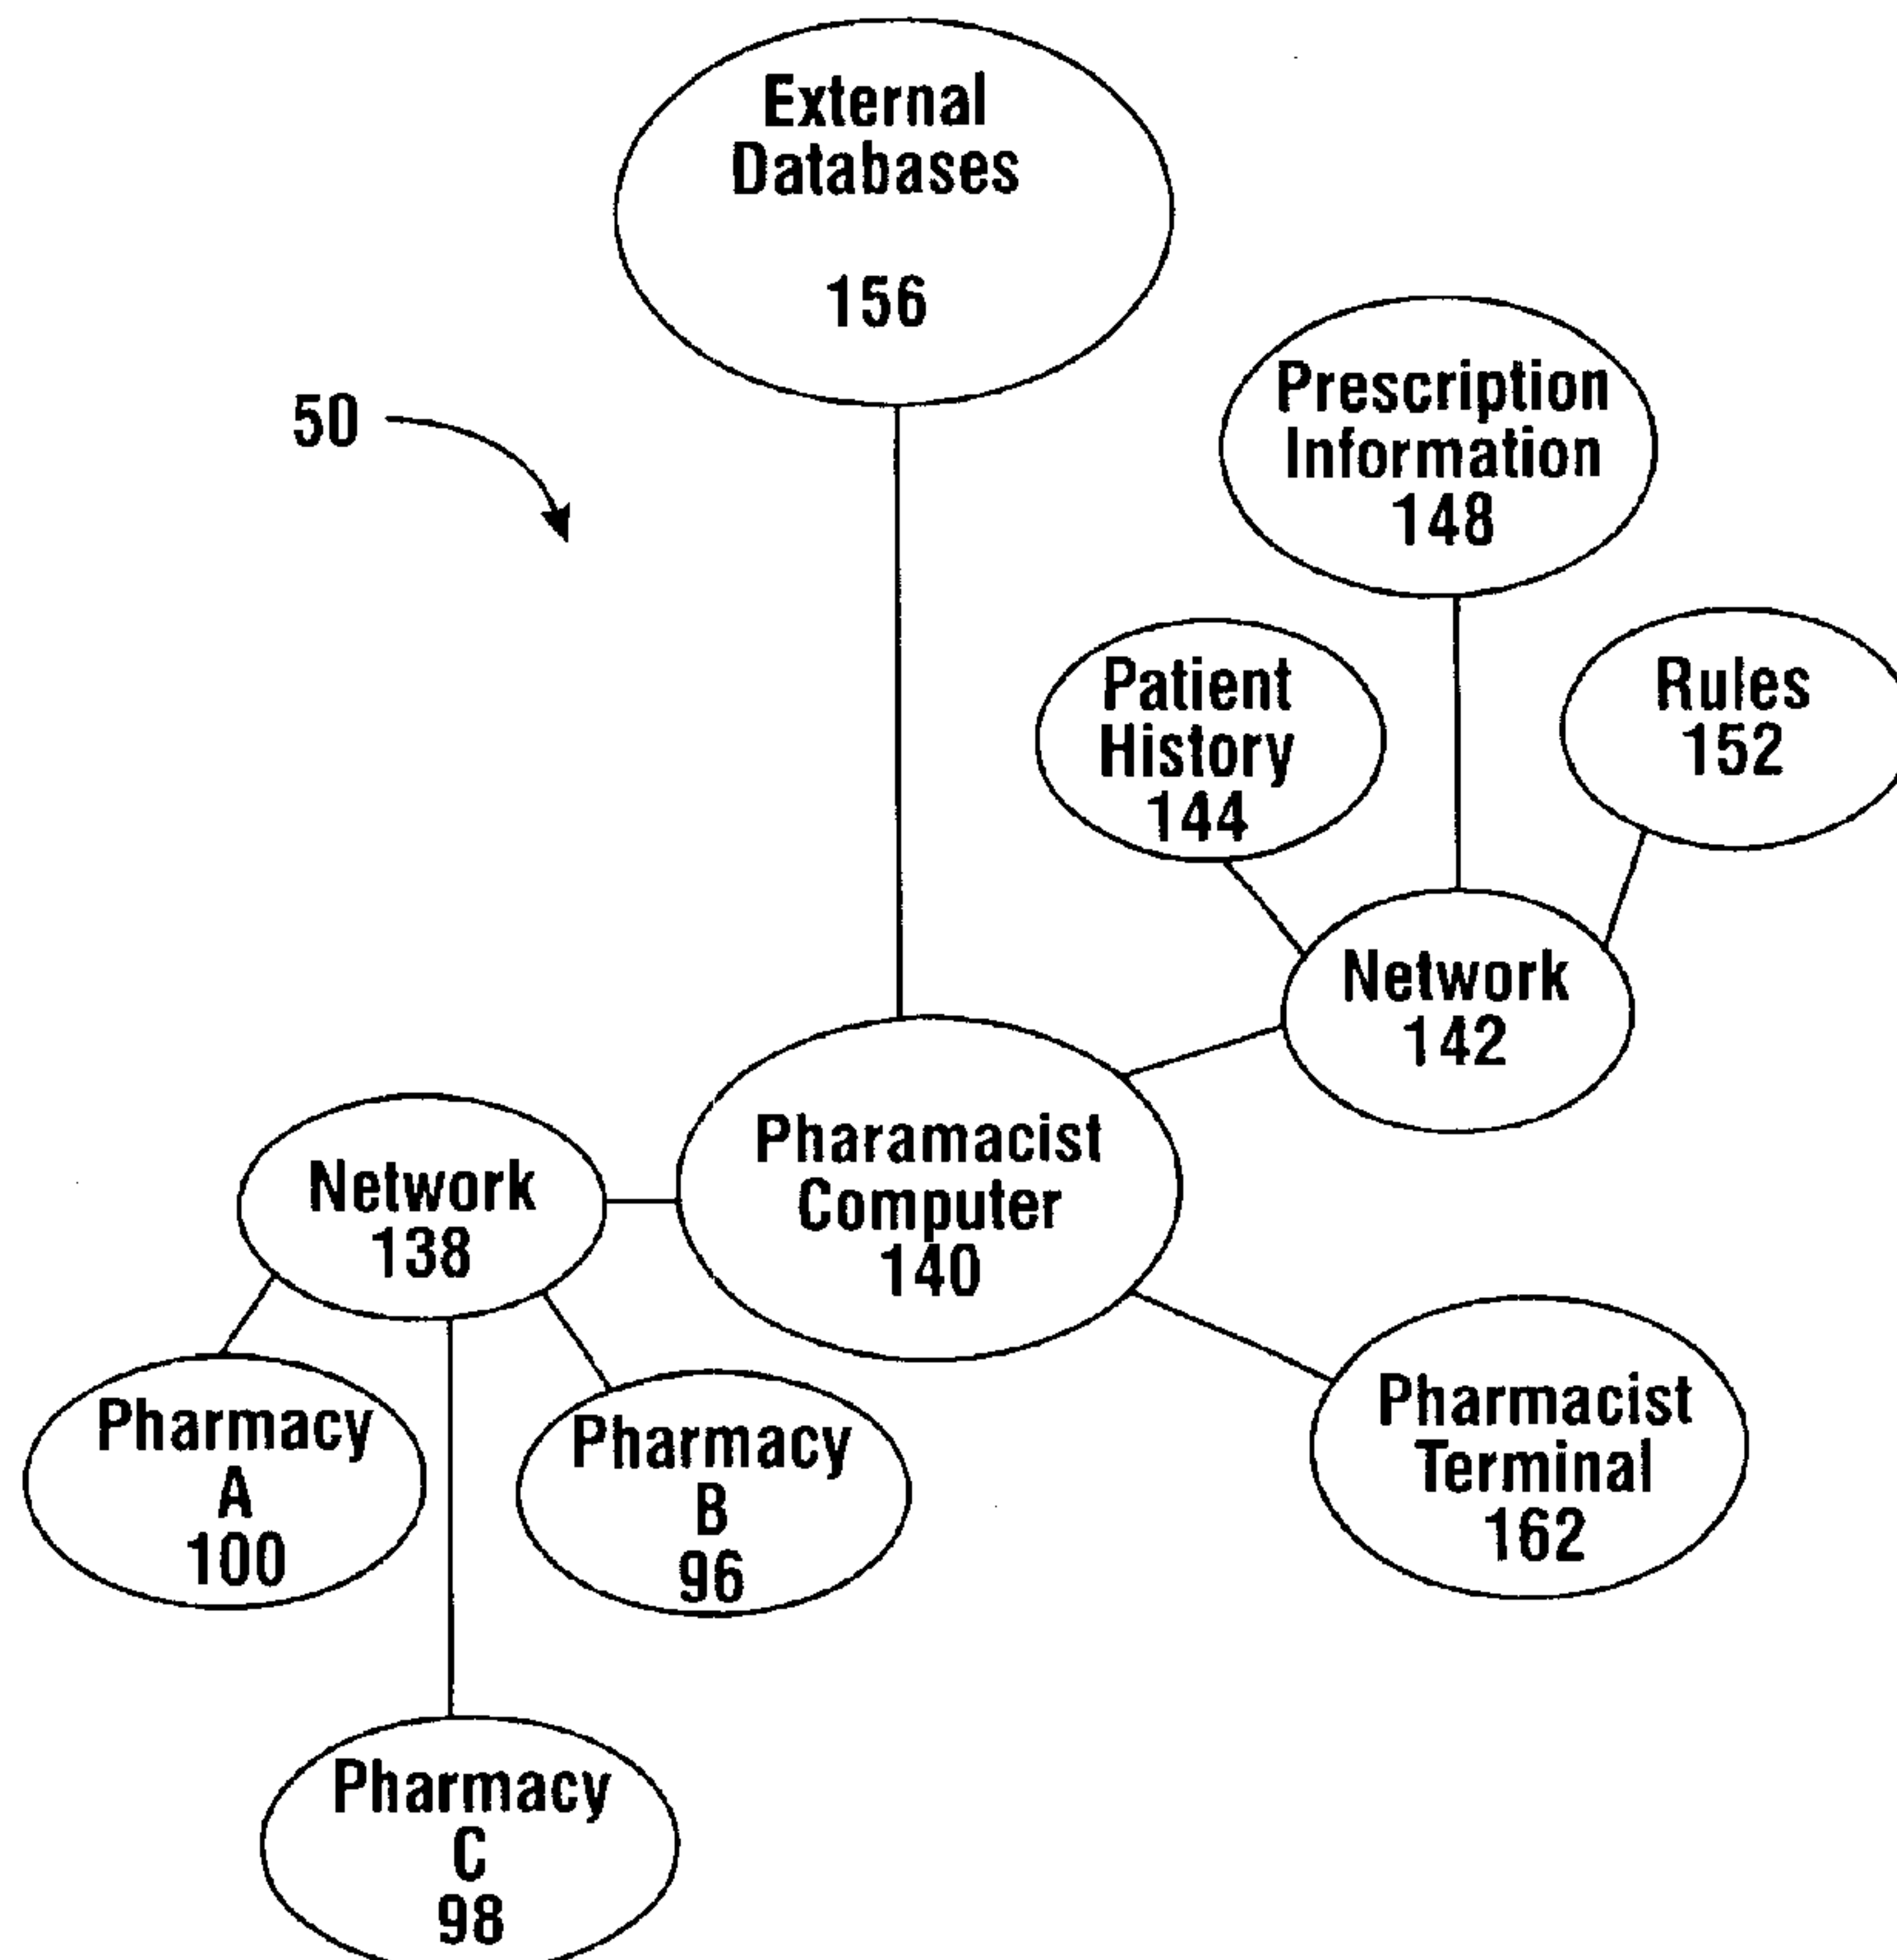 External
Databases
156
50
Prescription
Information
148
Patient
History
144
Rules
152
Network
142
Pharamacist
Computer
140
Network
138
Pharmacy
A
100
Pharmacy
B
96
Pharmacist
Terminal
162
Pharmacy
C
98